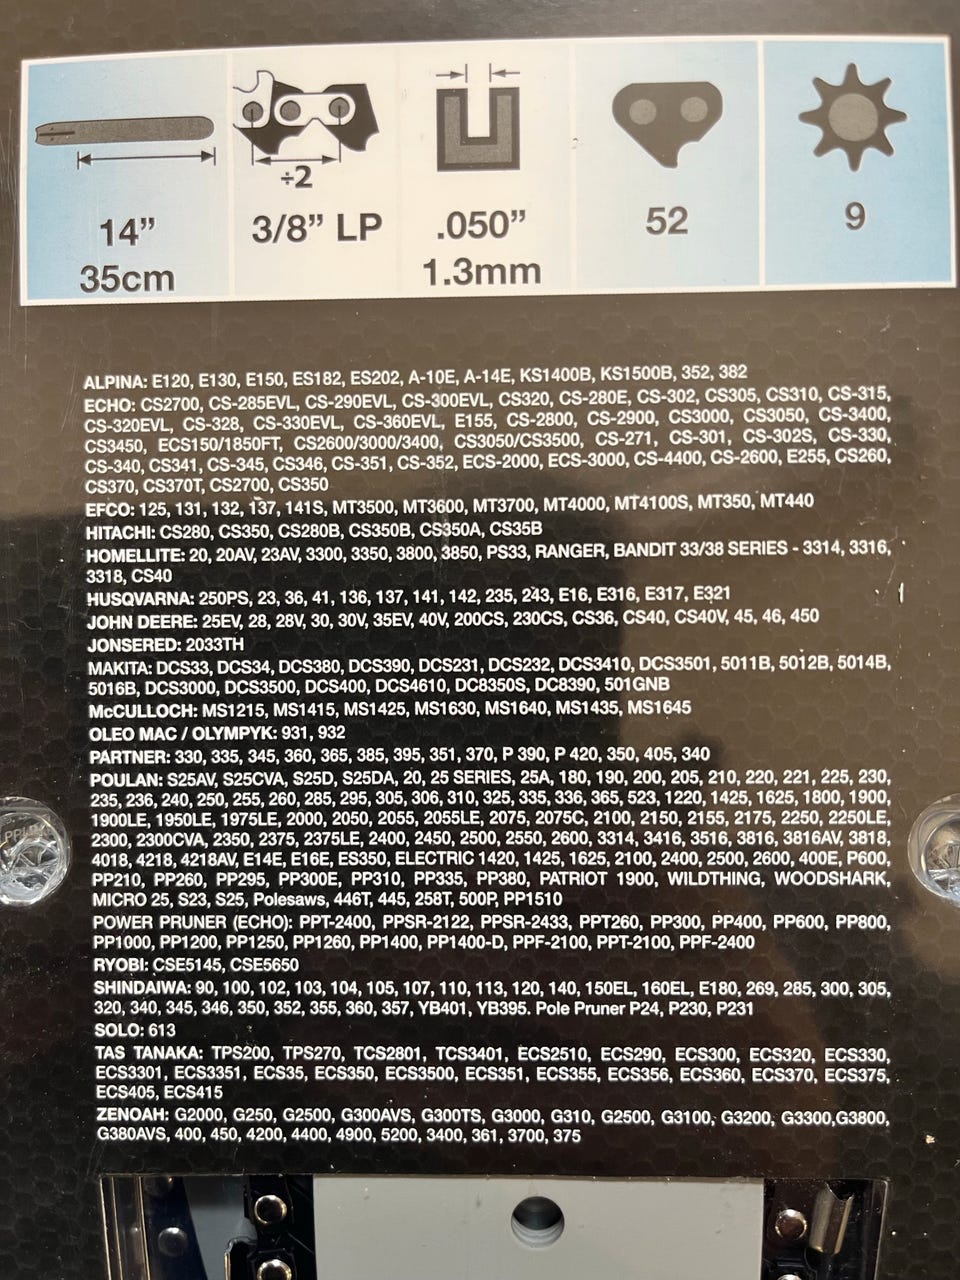 ÷2
14” 3/8” LP .050” 52 9
35cm 1.3mm
ALPINA: E120, E130, E150, ES182, ES202, A-10E, A-14E, KS1400B, KS1500B, 352, 382
ECHO: CS2700, CS-285EVL, CS-290EVL, CS-300EVL, CS320, CS-280E, CS-302, CS305, CS310, CS-315,
CS-320EVL, CS-328, CS-330EVL, CS-360EVL, E155, CS-2800, CS-2900, CS3000, CS3050, CS-3400,
CS3450, ECS150/1850FT, CS2600/3000/3400, CS3050/CS3500, CS-271, CS-301, CS-302S, CS-330,
CS-340, CS341, CS-345, CS346, CS-351, CS-352, ECS-2000, ECS-3000, CS-4400, CS-2600, E255, CS260,
CS370, CS370T, CS2700, CS350
EFCO: 125, 131, 132, 137, 141S, MT3500, MT3600, MT3700, MT4000, MT4100S, MT350, MT440
HITACHI: CS280, CS350, CS280B, CS350B, CS350A, CS35B
HOMELLITE: 20, 20AV, 23AV, 3300, 3350, 3800, 3850, PS33, RANGER, BANDIT 33/38 SERIES - 3314, 3316,
3318, CS40
HUSQVARNA: 250PS, 23, 36, 41, 136, 137, 141, 142, 235, 243, E16, E316, E317, E321
JOHN DEERE: 25EV, 28, 28V, 30, 30V, 35EV, 40V, 200CS, 230CS, CS36, CS40, CS40V, 45, 46, 450
JONSERED: 2033TH
MAKITA: DCS33, DCS34, DCS380, DCS390, DCS231, DCS232, DCS3410, DCS3501, 5011B, 5012B, 5014B,
5016B, DCS3000, DCS3500, DCS400, DCS4610, DC8350S, DC8390, 501GNB
McCULLOCH: MS1215, MS1415, MS1425, MS1630, MS1640, MS1435, MS1645
OLEO MAC / OLYMPYK: 931, 932
PARTNER: 330, 335, 345, 360, 365, 385, 395, 351, 370, P 390, P 420, 350, 405, 340
POULAN: S25AV, S25CVA, S25D, S25DA, 20, 25 SERIES, 25A, 180, 190, 200, 205, 210, 220, 221, 225, 230,
235, 236, 240, 250, 255, 260, 285, 295, 305, 306, 310, 325, 335, 336, 365, 523, 1220, 1425, 1625, 1800, 1900,
1900LE, 1950LE, 1975LE, 2000, 2050, 2055, 2055LE, 2075, 2075C, 2100, 2150, 2155, 2175, 2250, 2250LE,
2300, 2300CVA, 2350, 2375, 2375LE, 2400, 2450, 2500, 2550, 2600, 3314, 3416, 3516, 3816, 3816AV, 3818,
4018, 4218, 4218AV, E14E, E16E, ES350, ELECTRIC 1420, 1425, 1625, 2100, 2400, 2500, 2600, 400E, P600,
PP210, PP260, PP295, PP300E, PP310, PP335, PP380, PATRIOT 1900, WILDTHING, WOODSHARK,
MICRO 25, S23, S25, Polesaws, 446T, 445, 258T, 500P, PP1510
POWER PRUNER (ECHO): PPT-2400, PPSR-2122, PPSR-2433, PPT260, PP300, PP400, PP600, PP800,
PP1000, PP1200, PP1250, PP1260, PP1400, PP1400-D, PPF-2100, PPT-2100, PPF-2400
RYOBI: CSE5145, CSE5650
SHINDAIWA: 90, 100, 102, 103, 104, 105, 107, 110, 113, 120, 140, 150EL, 160EL, E180, 269, 285, 300, 305,
320, 340, 345, 346, 350, 352, 355, 360, 357, YB401, YB395. Pole Pruner P24, P230, P231
SOLO: 613
TAS TANAKA: TPS200, TPS270, TCS2801, TCS3401, ECS2510, ECS290, ECS300, ECS320, ECS330,
ECS3301, ECS3351, ECS35, ECS350, ECS3500, ECS351, ECS355, ECS356, ECS360, ECS370, ECS375,
ECS405, ECS415
ZENOAH: G2000, G250, G2500, G300AVS, G300TS, G3000, G310, G2500, G3100, G3200, G3300,G3800,
G380AVS, 400, 450, 4200, 4400, 4900, 5200, 3400, 361, 3700, 375